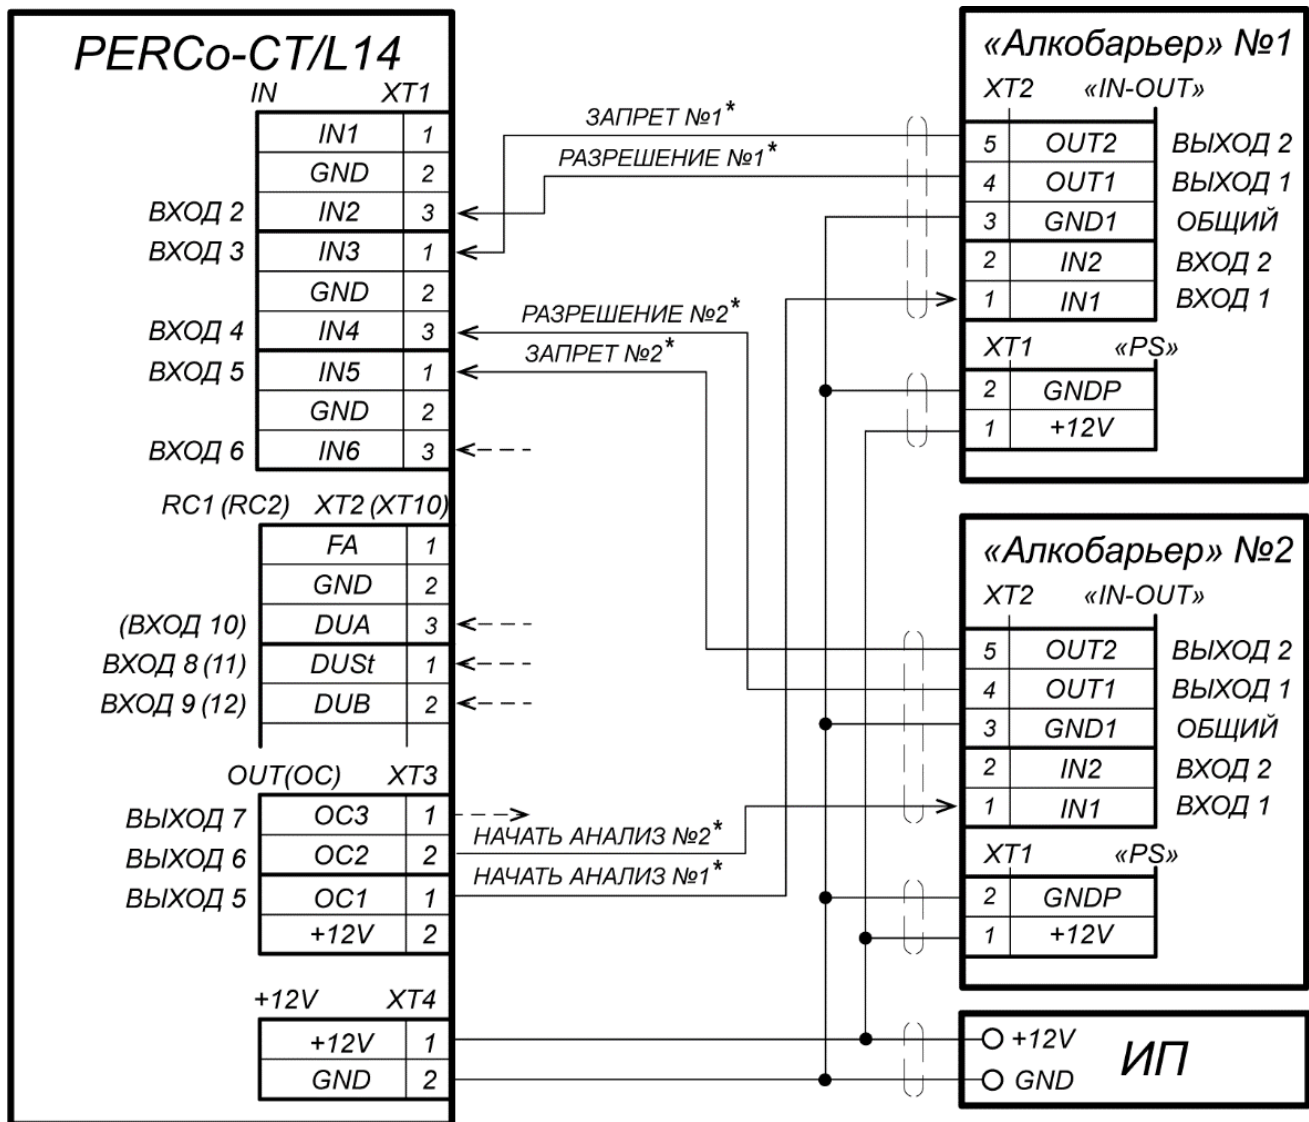 PERCo-CT/L14
IN XT1
IN1 1
GND 2
ВХОД 2 IN2 3
ВХОД 3 IN3 1
GND 2
ВХОД 4 IN4 3
ВХОД 5 IN5 1
GND 2
ВХОД 6 IN6 3
RC1 (RC2) XT2 (XT10)
FA 1
GND 2
(ВХОД 10) DUA 3
ВХОД 8 (11) DUSt 1
ВХОД 9 (12) DUB 2
OUT(OC) XT3
ВЫХОД 7 OC3 1
ВЫХОД 6 OC2 2
ВЫХОД 5 OC1 1
+12V 2
+12V XT4
+12V 1
GND 2
ЗАПРЕТ №1*
РАЗРЕШЕНИЕ №1*
РАЗРЕШЕНИЕ №2*
ЗАПРЕТ №2*
НАЧАТЬ АНАЛИЗ №2*
НАЧАТЬ АНАЛИЗ №1*
«Алкобарьер» №1
XT2 «IN-OUT»
5 OUT2 ВЫХОД 2
4 OUT1 ВЫХОД 1
3 GND1 ОБЩИЙ
2 IN2 ВХОД 2
1 IN1 ВХОД 1
XT1 «PS»
2 GNDP
1 +12V
«Алкобарьер» №2
XT2 «IN-OUT»
5 OUT2 ВЫХОД 2
4 OUT1 ВЫХОД 1
3 GND1 ОБЩИЙ
2 IN2 ВХОД 2
1 IN1 ВХОД 1
XT1 «PS»
2 GNDP
1 +12V
+12V
ИП
GND